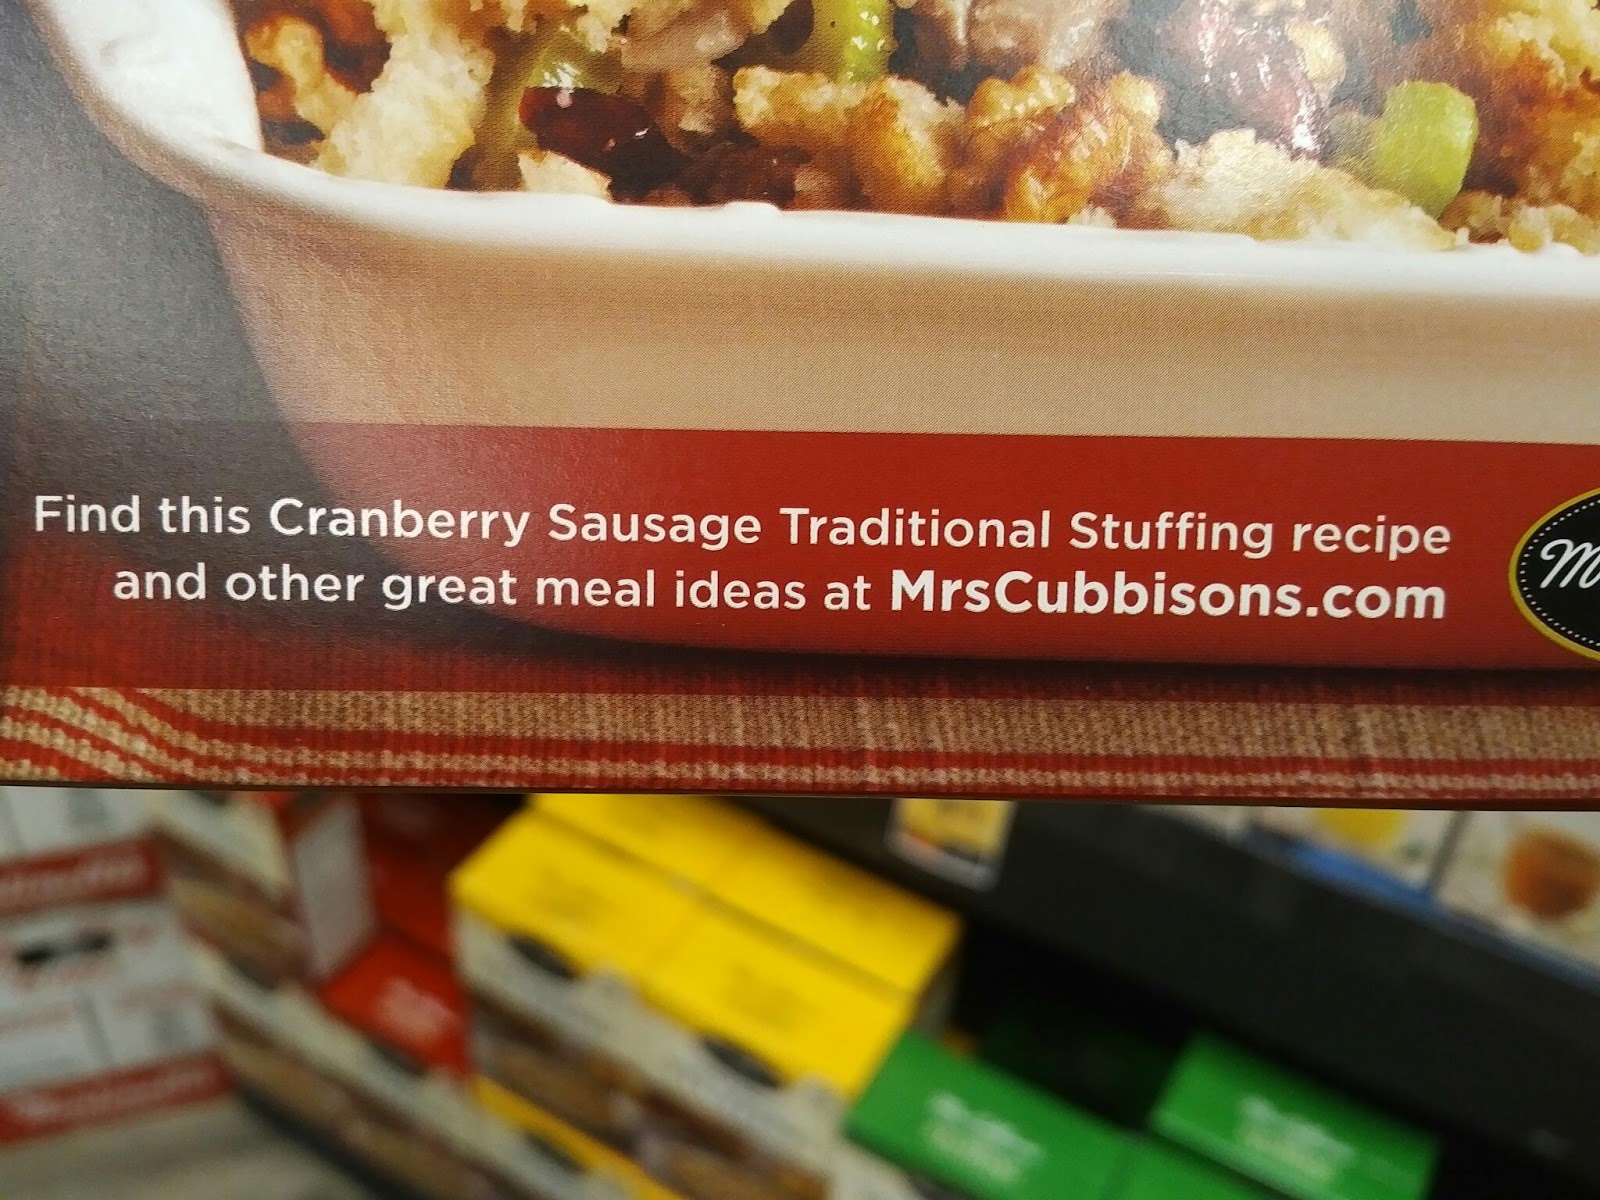 Find this Cranberry Sausage Traditional Stuffing recipe
and other great meal ideas at MrsCubbisons.com